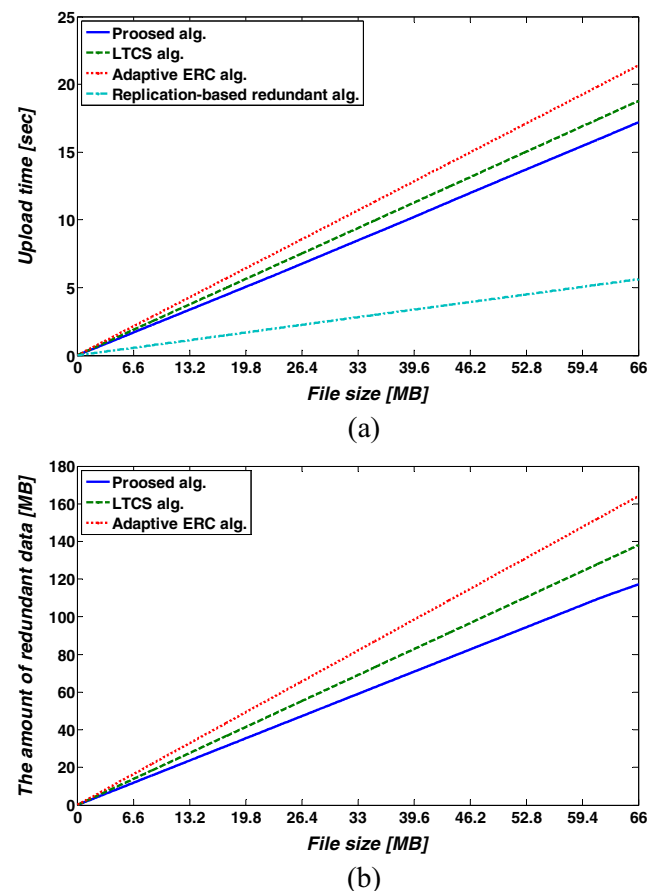 25
20
15
10
5
0
Upload time [sec]
Proosed alg.
LTCS alg.
Adaptive ERC alg.
Replication-based redundant alg.
0 6.6 13.2 19.8 26.4 33 39.6 46.2 52.8 59.4 66
File size [MB]
(a)
180
160
140
120
100
80
60
40
20
0
The amount of redundant data [MB]
Proosed alg.
LTCS alg.
Adaptive ERC alg.
0 6.6 13.2 19.8 26.4 33 39.6 46.2 52.8 59.4 66
File size [MB]
(b)